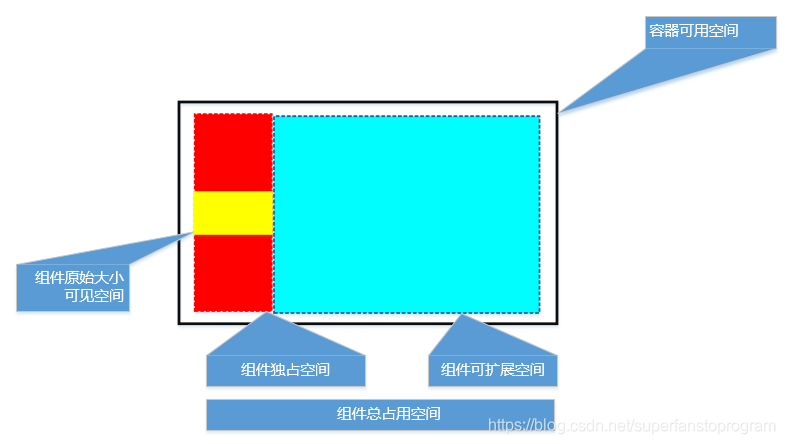 容器可用空间
组件原始大小
可见空间
组件独占空间
组件可扩展空间
组件总占用空间
https://blog.csdn.net/superfanstoprogram